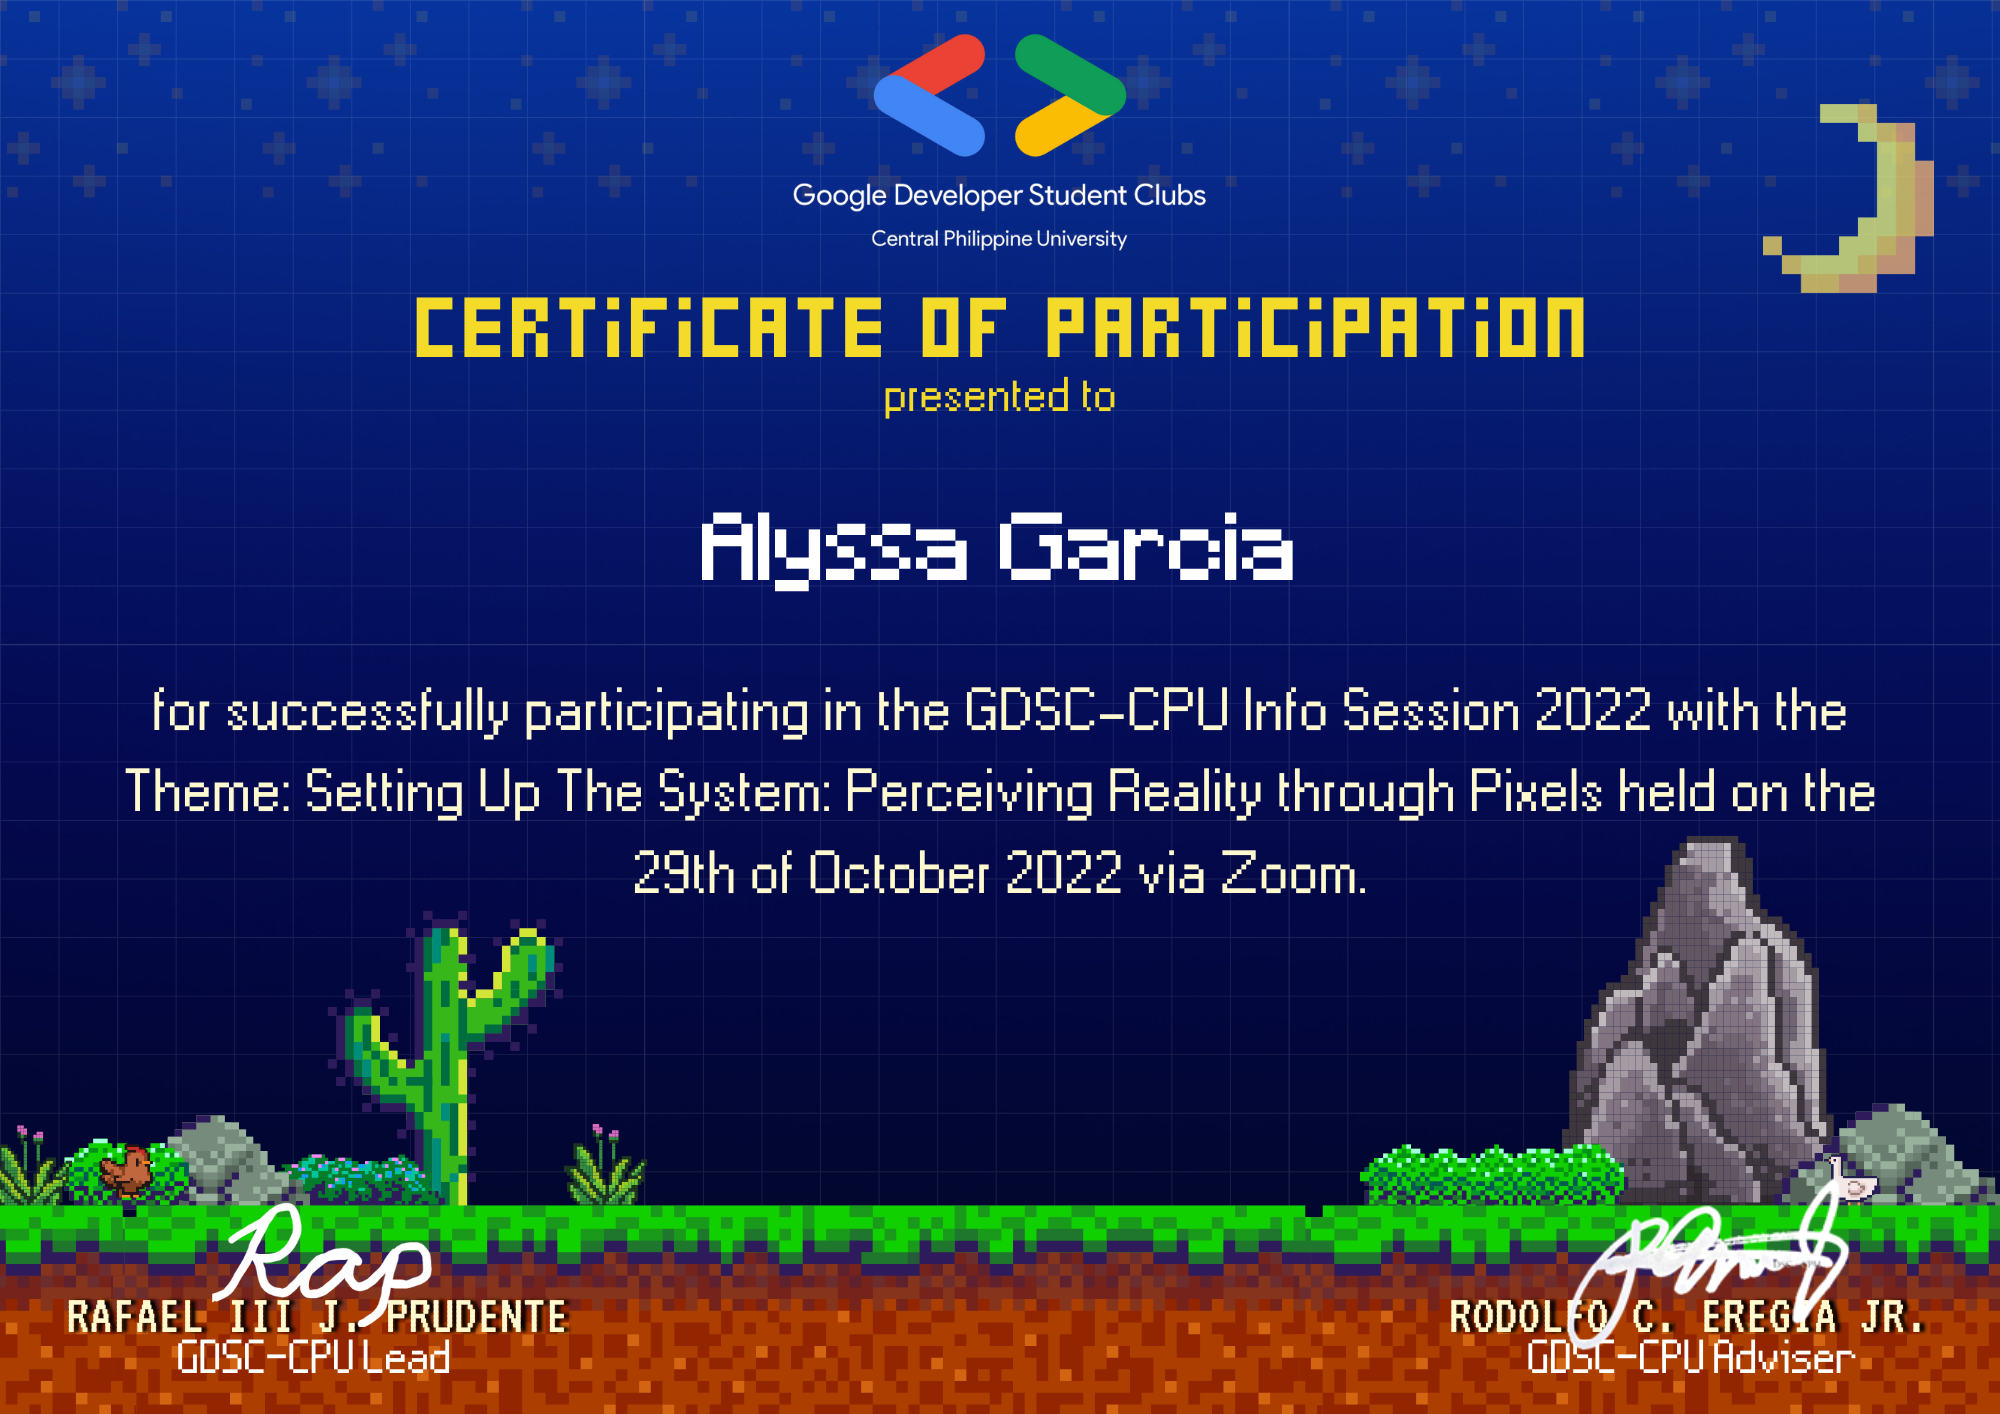 Google Developer Student Clubs
Central Philippine University
CERTiFiCATE OF PARTiCiPATiON
presented to
Alyssa Garcia
for successfully participating in the GDSC-CPU Info Session 2022 with the
Theme: Setting Up The System: Perceiving Reality through Pixels held on the
29th of October 2022 via Zoom.
Rap
RAFAEL III J. PRUDENTE
GDSC-CPU Lead
RODOLFO C. EREGIA JR.
GDSC-CPU Adviser